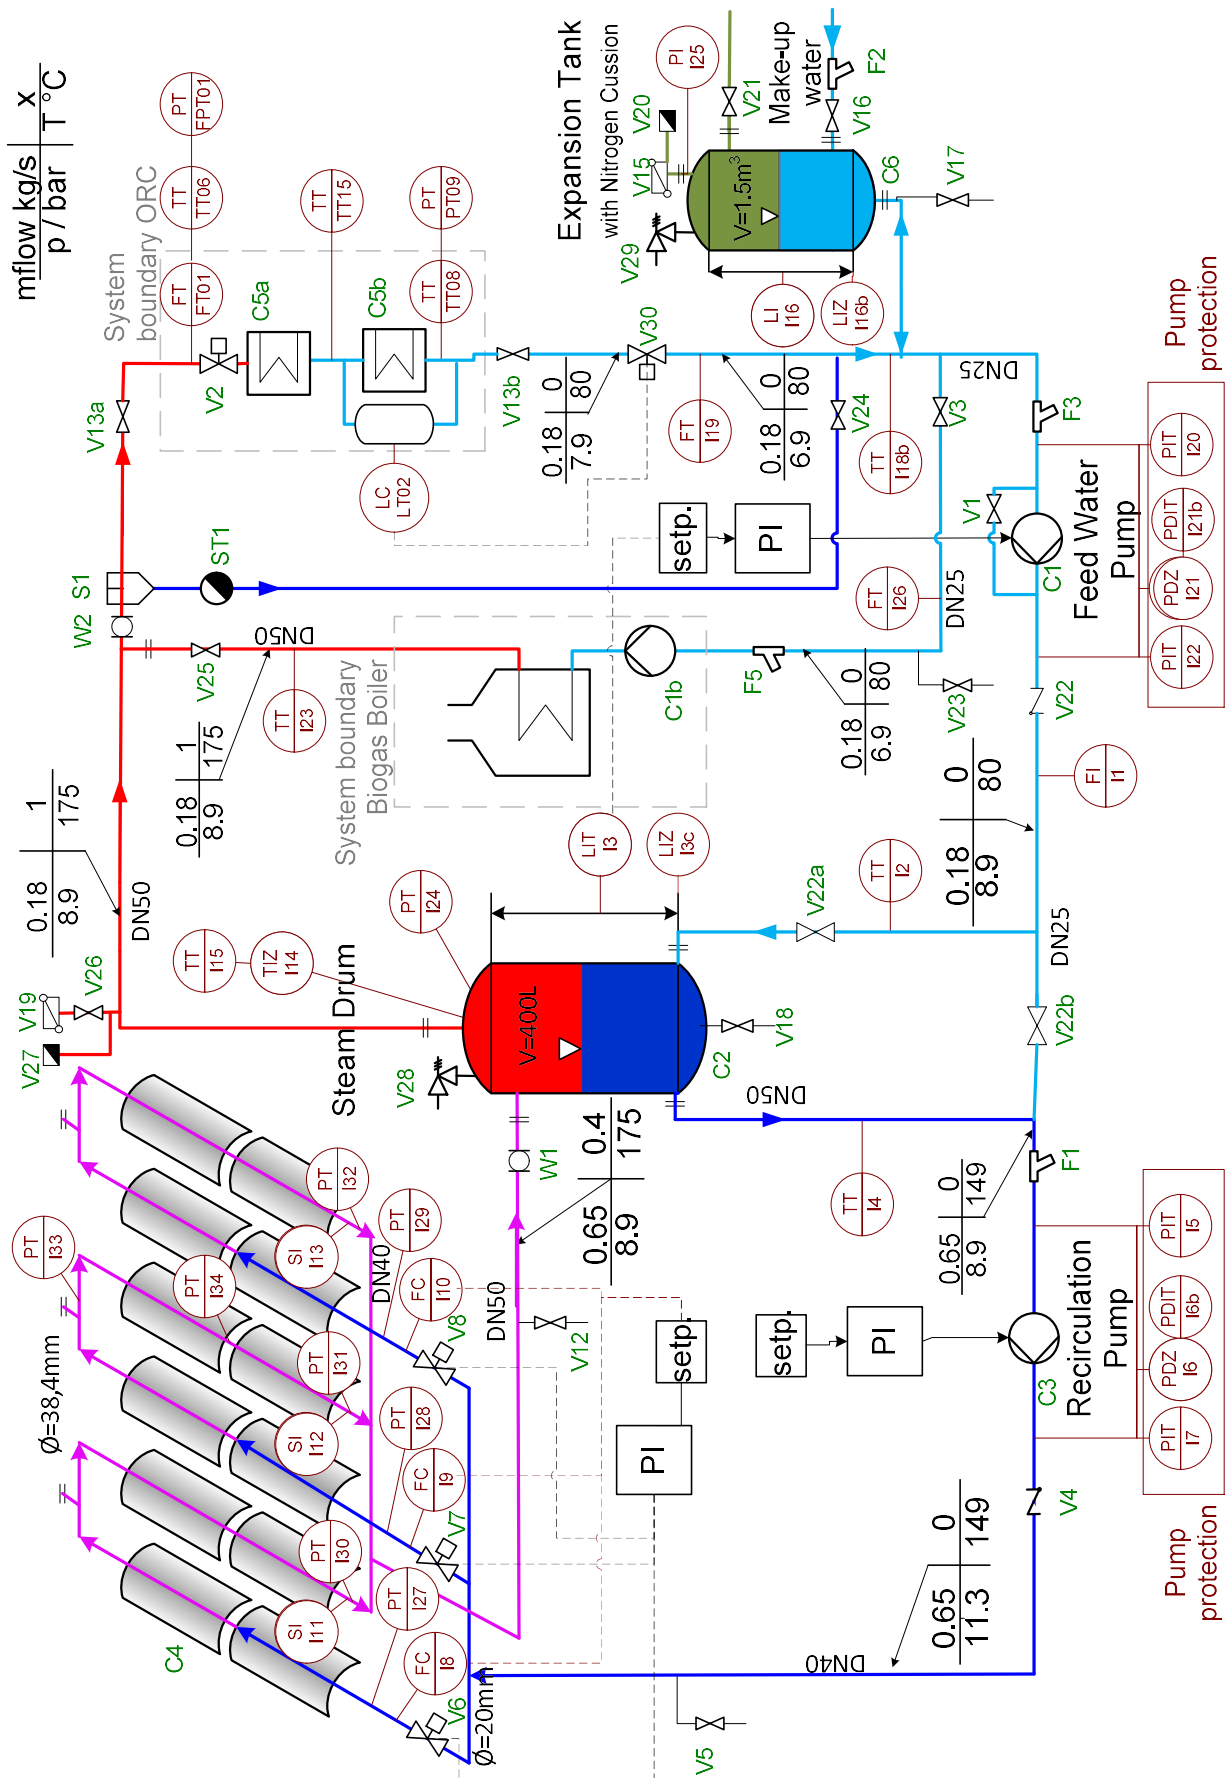 mflow kg/s
x
p / bar
T °C
PT
FPT01
TT
TT06
FT
FT01
System
boundary ORC
TT
TT15
PT
PT09
TT
TT08
C5a
C5b
V2
V13a
V13b
LC
LT02
Expansion Tank
with Nitrogen Cussion
PI
I25
V20
V15
V21
V29
V=1.5m³
Make-up
water
F2
V16
C6
V17
LI
I16
LIZ
I16b
V30
0.18
0
7.9
80
FT
I19
0.18
0
6.9
80
V24
TT
I18b
V3
DN25
F3
Pump
protection
PIT
I20
PDIT
I21b
PDZ
I21
PIT
I22
Feed Water
Pump
C1
V1
setp.
PI
FT
I26
DN25
S1
ST1
W2
V25
DN50
TT
I23
0.18
1
8.9
175
System boundary
Biogas Boiler
C1b
F5
0.18
0
6.9
80
V23
V22
FI
I1
0.18
0
8.9
80
0.18
1
8.9
175
DN50
LIT
I3
LIZ
I3c
V22a
TT
I2
DN25
V22b
TT
I15
TIZ
I14
PT
I24
Steam Drum
V=400L
V28
C2
V18
V19
V26
V27
DN50
W1
0.65
0.4
8.9
175
TT
I4
0.65
0
8.9
149
F1
PIT
I5
PDIT
I6b
PDZ
I6
PIT
I7
Recirculation
Pump
C3
setp.
PI
V4
Pump
protection
0.65
0
11.3
149
DN40
V5
PT
I33
Ø=38,4mm
C4
PT
I32
PT
I29
SI
I13
DN40
PT
I34
FC
I10
V8
PT
I31
SI
I12
PT
I28
FC
I9
V7
PT
I30
SI
I11
PT
I27
FC
I8
V6
Ø=20mm
DN50
V12
setp.
PI